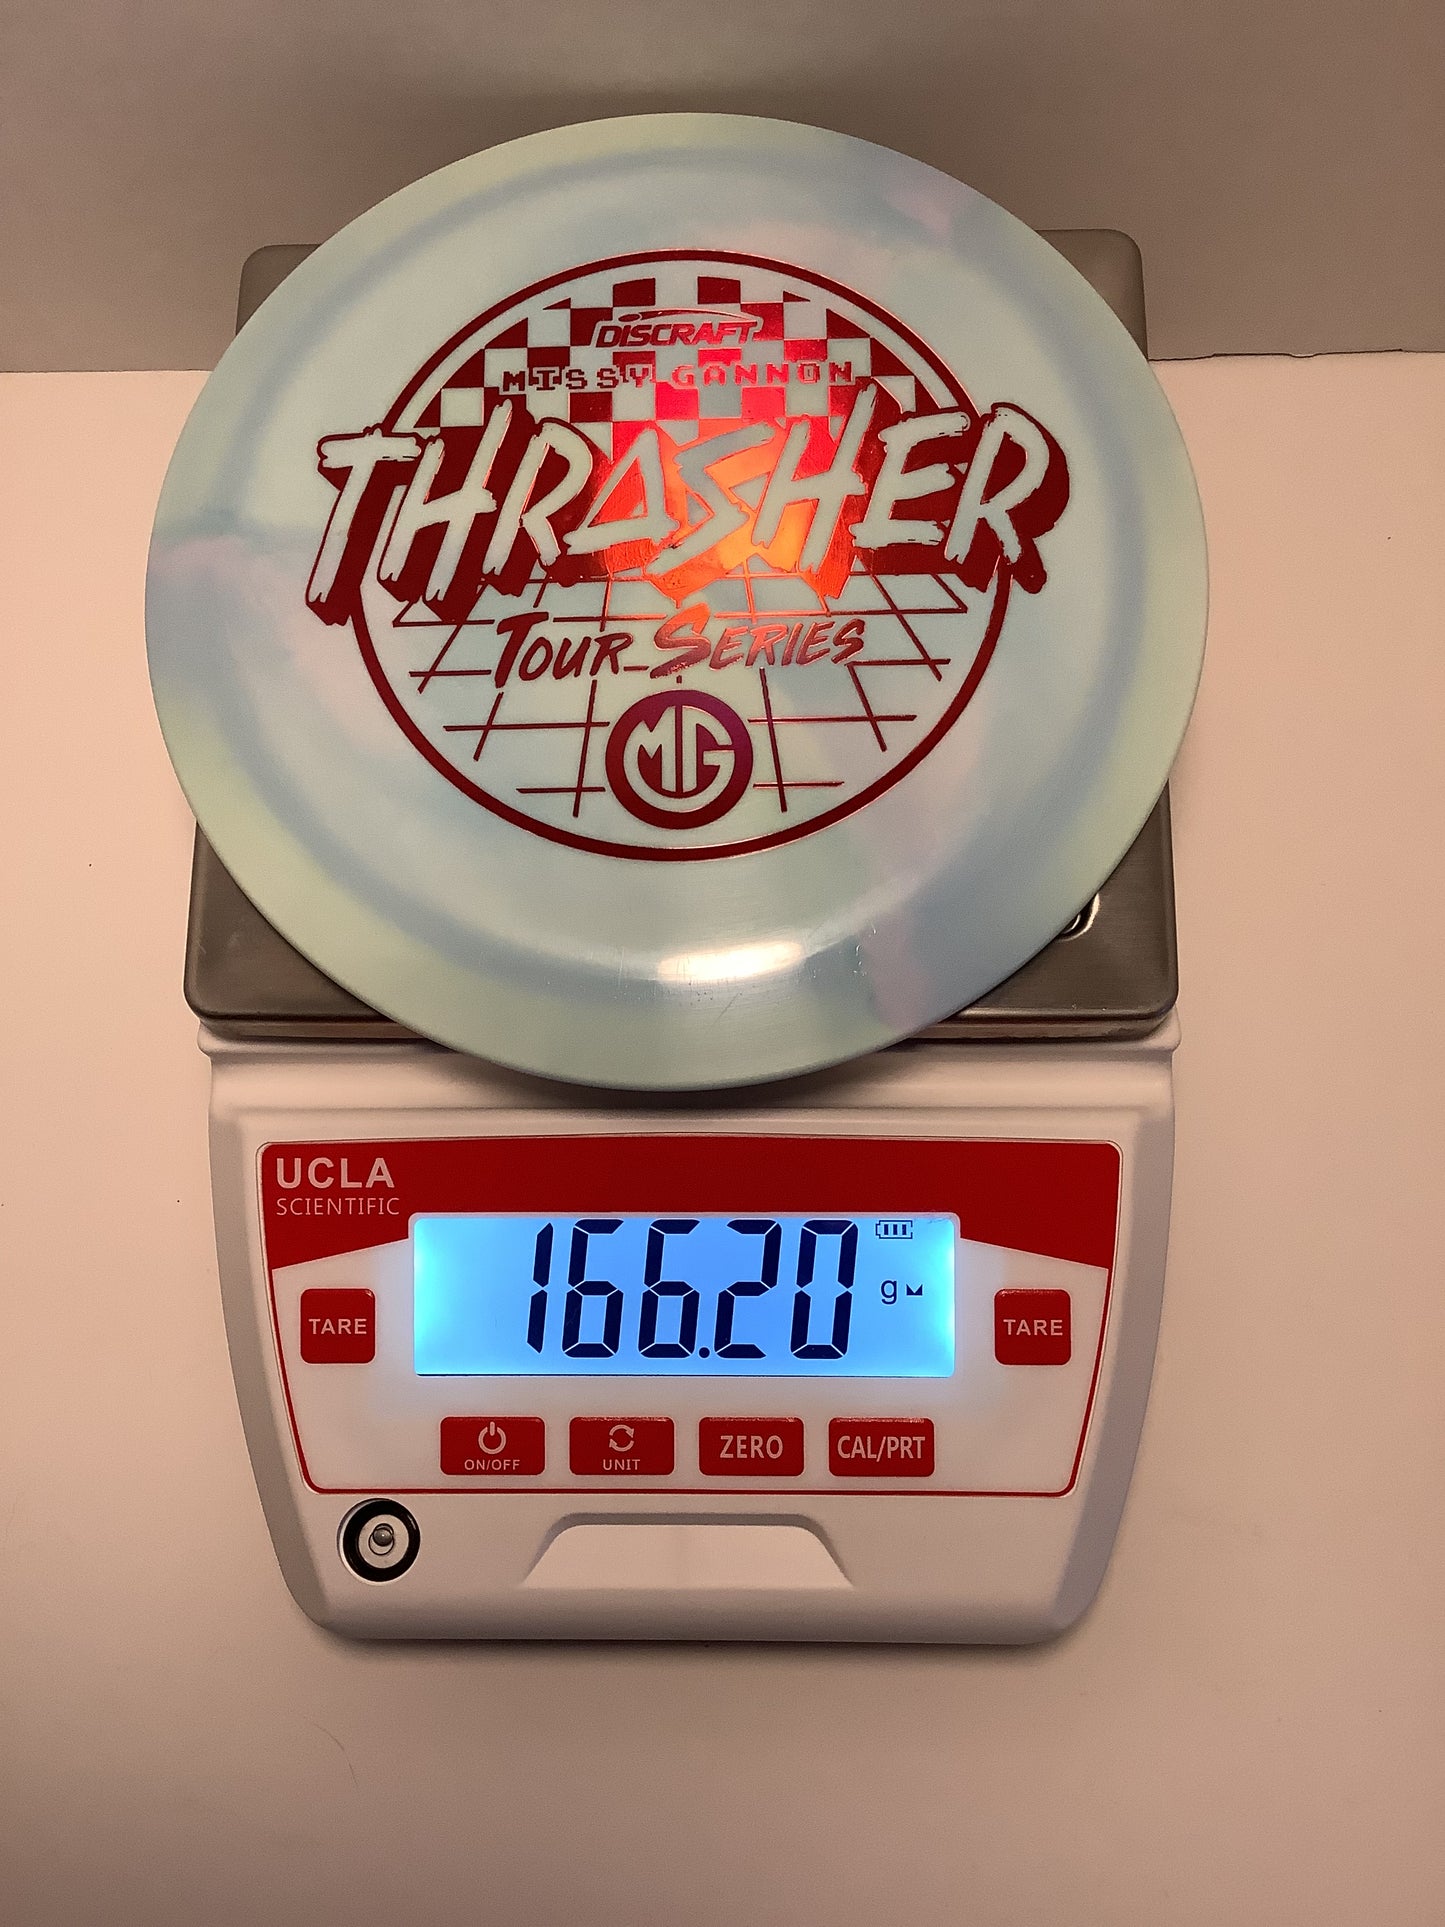 DISCRAFT
MISSY GANNON
THRASHER
TOUR SERIES
MG
UCLA
SCIENTIFIC
166.20
g
TARE
TARE
ON/OFF
UNIT
ZERO
CAL/PRT